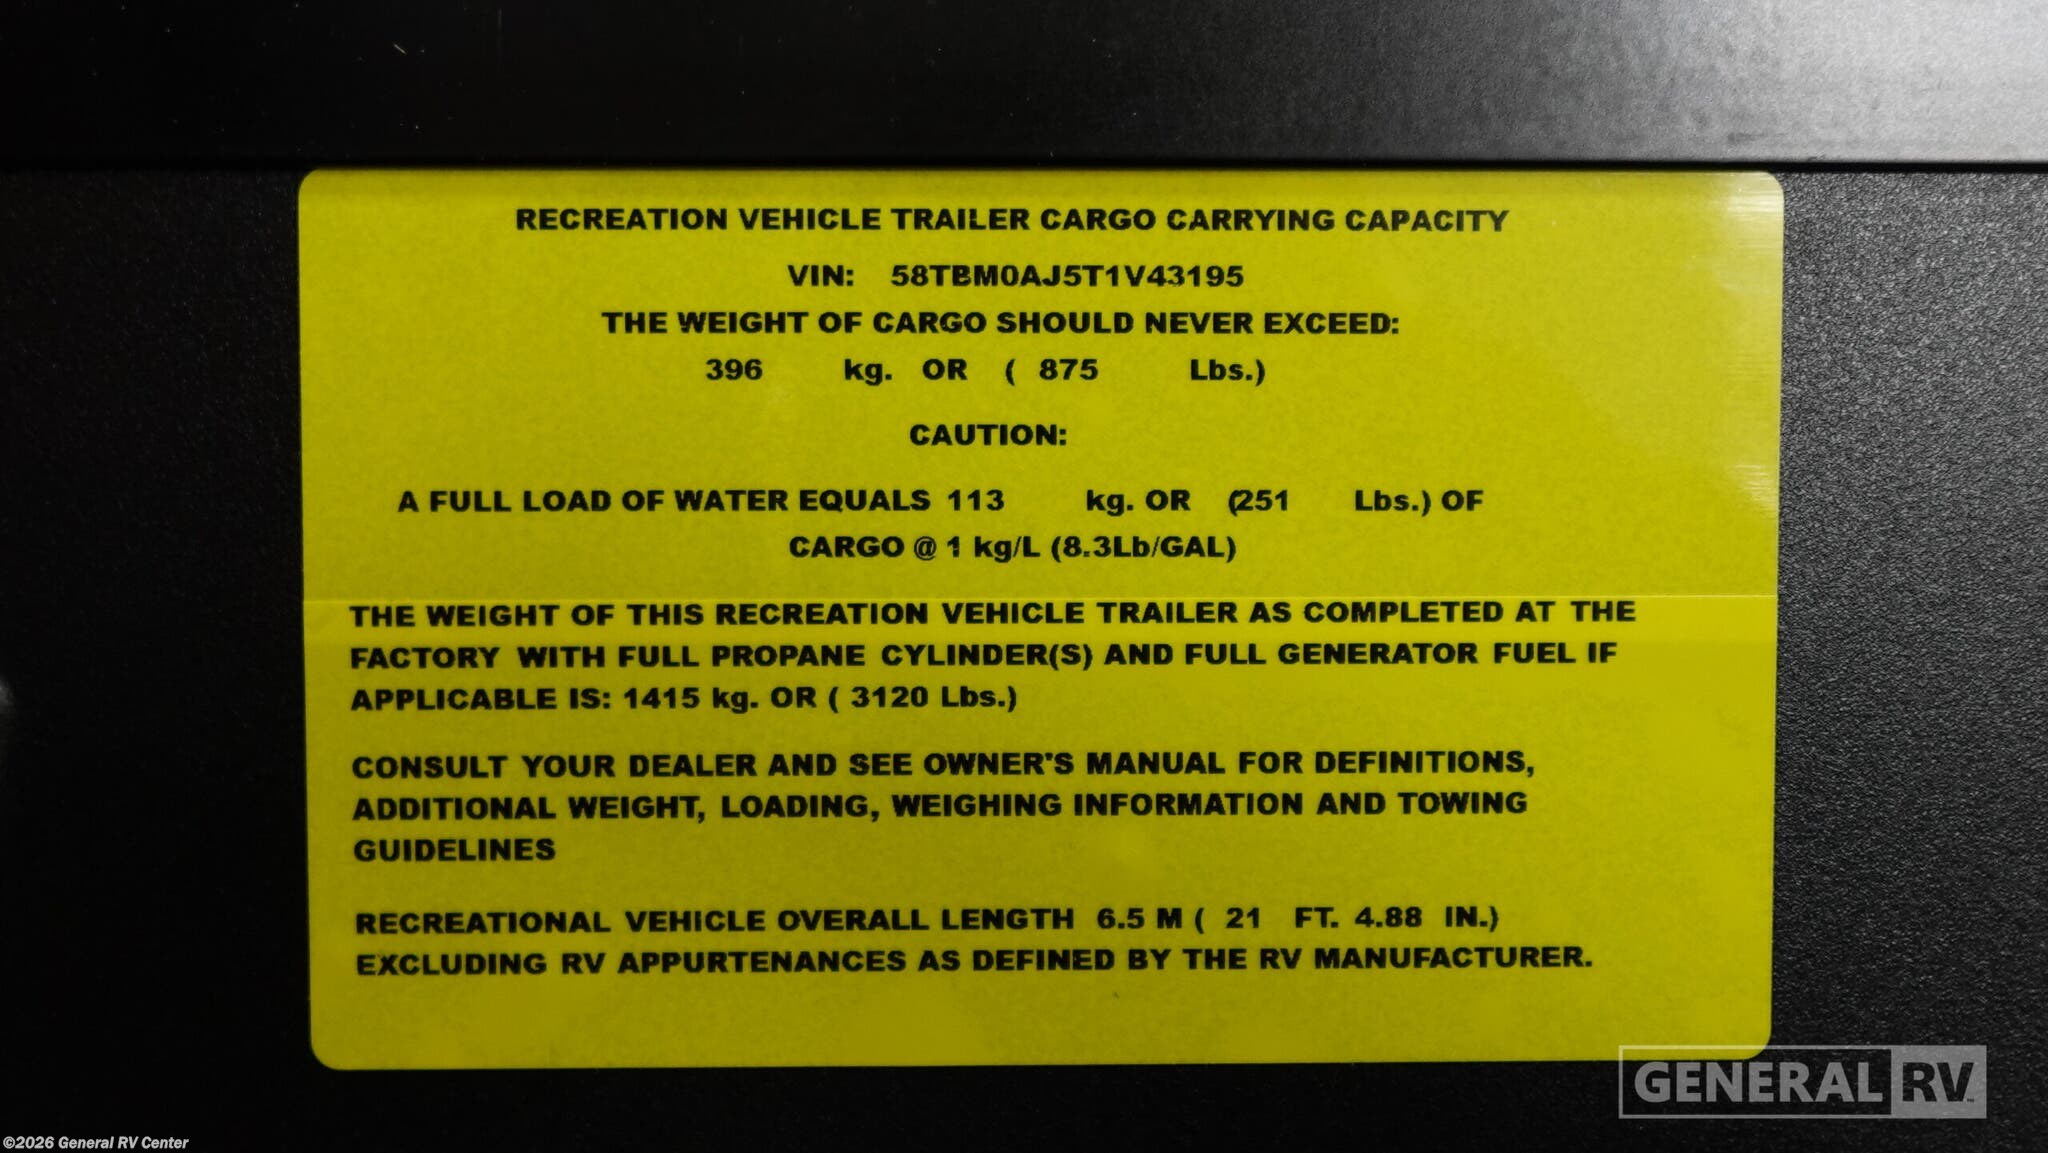 RECREATION VEHICLE TRAILER CARGO CARRYING CAPACITY
VIN: 58TBM0AJ5T1V43195
THE WEIGHT OF CARGO SHOULD NEVER EXCEED:
396 kg. OR ( 875 Lbs.)
CAUTION:
A FULL LOAD OF WATER EQUALS 113 kg. OR (251 Lbs.) OF
CARGO @ 1 kg/L (8.3Lb/GAL)
THE WEIGHT OF THIS RECREATION VEHICLE TRAILER AS COMPLETED AT THE
FACTORY WITH FULL PROPANE CYLINDER(S) AND FULL GENERATOR FUEL IF
APPLICABLE IS: 1415 kg. OR ( 3120 Lbs.)
CONSULT YOUR DEALER AND SEE OWNER'S MANUAL FOR DEFINITIONS,
ADDITIONAL WEIGHT, LOADING, WEIGHING INFORMATION AND TOWING
GUIDELINES
RECREATIONAL VEHICLE OVERALL LENGTH 6.5 M ( 21 FT. 4.88 IN.)
EXCLUDING RV APPURTENANCES AS DEFINED BY THE RV MANUFACTURER.
GENERAL RV
©2026 General RV Center